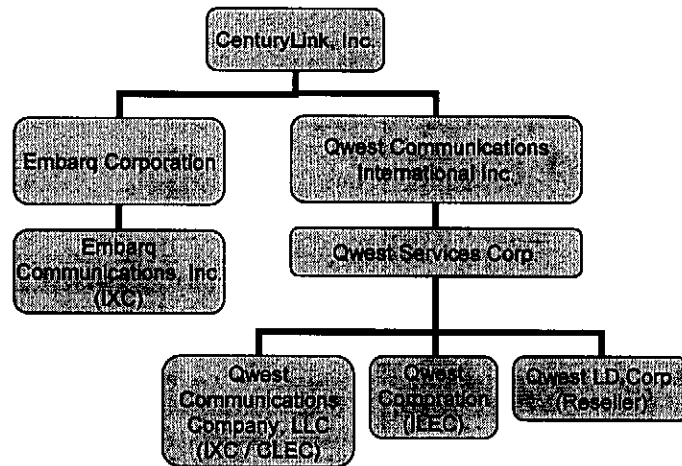 CenturyLink, Inc.
Embarq Corporation
Qwest Communications
International Inc.
Embarq
Communications, Inc
(IXC)
Qwest Services Corp
Qwest
Communications
Company, LLC
(IXC / CLEC)
Qwest
Corporation
(ILEC)
Qwest LD Corp
(Reseller)